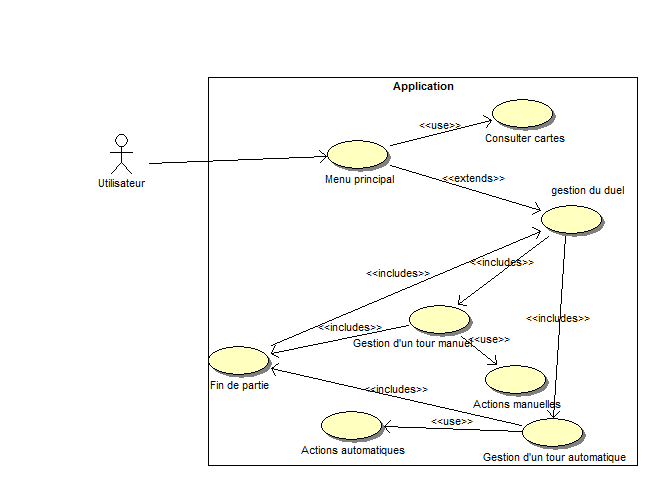 Application
<<use>>
Consulter cartes
Utilisateur
Menu principal
<<extends>>
gestion du duel
<<includes>>
<<includes>>
<<includes>>
<<includes>>
Gestion d'un tour manuel
<<use>>
Fin de partie
<<includes>>
Actions manuelles
<<use>>
Actions automatiques
Gestion d'un tour automatique